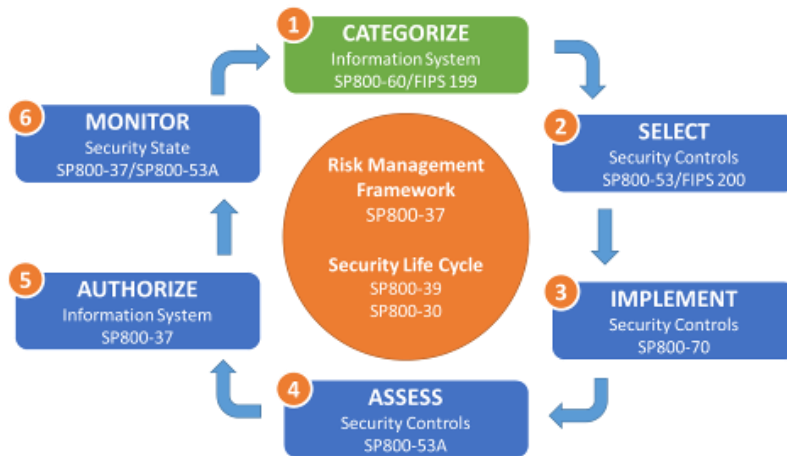 1
CATEGORIZE
Information System
SP800-60/FIPS 199
2
SELECT
Security Controls
SP800-53/FIPS 200
3
IMPLEMENT
Security Controls
SP800-70
4
ASSESS
Security Controls
SP800-53A
5
AUTHORIZE
Information System
SP800-37
6
MONITOR
Security State
SP800-37/SP800-53A
Risk Management
Framework
SP800-37
Security Life Cycle
SP800-39
SP800-30